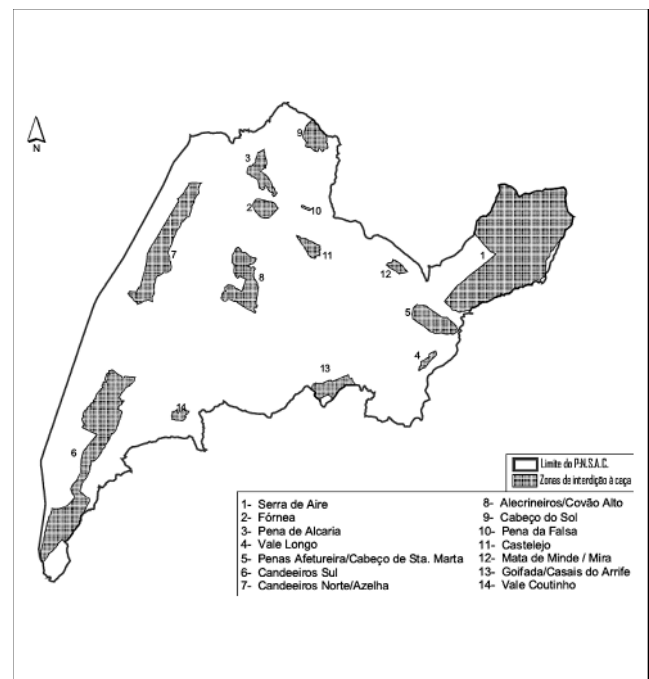 N
9
3
2
10
7
11
8
12
1
5
4
13
14
6
Limite do P.N.S.A.C.
Zonas de interdição à caça
1- Serra de Aire
2- Fórnea
3- Pena de Alcaria
4- Vale Longo
5- Penas Afetureira/Cabeço de Sta. Marta
6- Candeeiros Sul
7- Candeeiros Norte/Azelha
8- Alecrineiros/Covão Alto
9- Cabeço do Sol
10- Pena da Falsa
11- Castelejo
12- Mata de Minde / Mira
13- Goifada/Casais do Arrife
14- Vale Coutinho